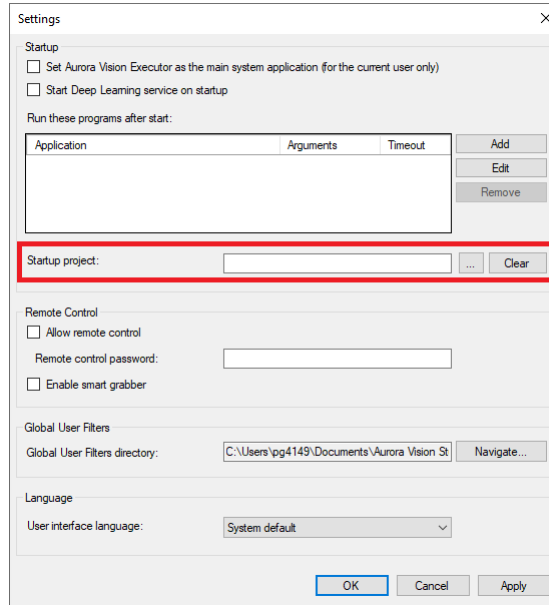 Settings
Startup
Set Aurora Vision Executor as the main system application (for the current user only)
Start Deep Learning service on startup
Run these programs after start:
Application Arguments Timeout
Add
Edit
Remove
Startup project: ... Clear
Remote Control
Allow remote control
Remote control password:
Enable smart grabber
Global User Filters
Global User Filters directory: C:\Users\pg4149\Documents\Aurora Vision St Navigate...
Language
User interface language: System default
OK Cancel Apply